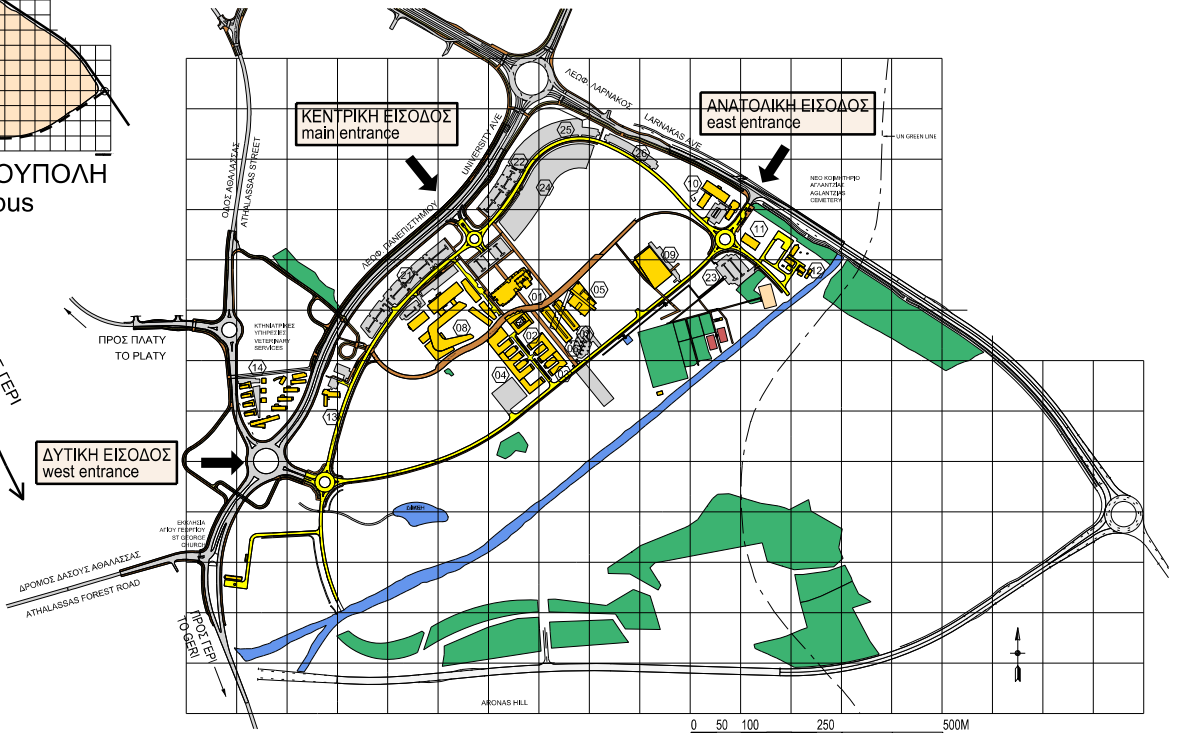 ΟΥΠΟΛΗ
ous
ΚΕΝΤΡΙΚΗ ΕΙΣΟΔΟΣ
main entrance
ΑΝΑΤΟΛΙΚΗ ΕΙΣΟΔΟΣ
east entrance
ΛΕΩΦ. ΛΑΡΝΑΚΟΣ
LARNAKAS AVE
UN GREEN LINE
UNIVERSITY AVE
ΛΕΩΦ. ΠΑΝΕΠΙΣΤΗΜΙΟΥ
ΟΔΟΣ ΑΘΑΛΑΣΣΑΣ
ATHALASSAS STREET
ΝΕΟ ΚΟΙΜΗΤΗΡΙΟ
ΑΓΛΑΝΤΖΙΑΣ
AGLANTZIAS
CEMETERY
25
26
22
24
10
11
12
09
23
27
01
05
02
08
04
03
13
14
ΚΤΗΝΙΑΤΡΙΚΕΣ
ΥΠΗΡΕΣΙΕΣ
VETERINARY
SERVICES
ΠΡΟΣ ΠΛΑΤΥ
TO PLATY
ΓΕΡΙ
ΔΥΤΙΚΗ ΕΙΣΟΔΟΣ
west entrance
ΕΚΚΛΗΣΙΑ
ΑΓΙΟΥ ΓΕΩΡΓΙΟΥ
ST GEORGE
CHURCH
ΔΡΟΜΟΣ ΔΑΣΟΥΣ ΑΘΑΛΑΣΣΑΣ
ATHALASSAS FOREST ROAD
ΠΡΟΣ ΓΕΡΙ
TO GERI
ARONAS HILL
0 50 100 250 500M